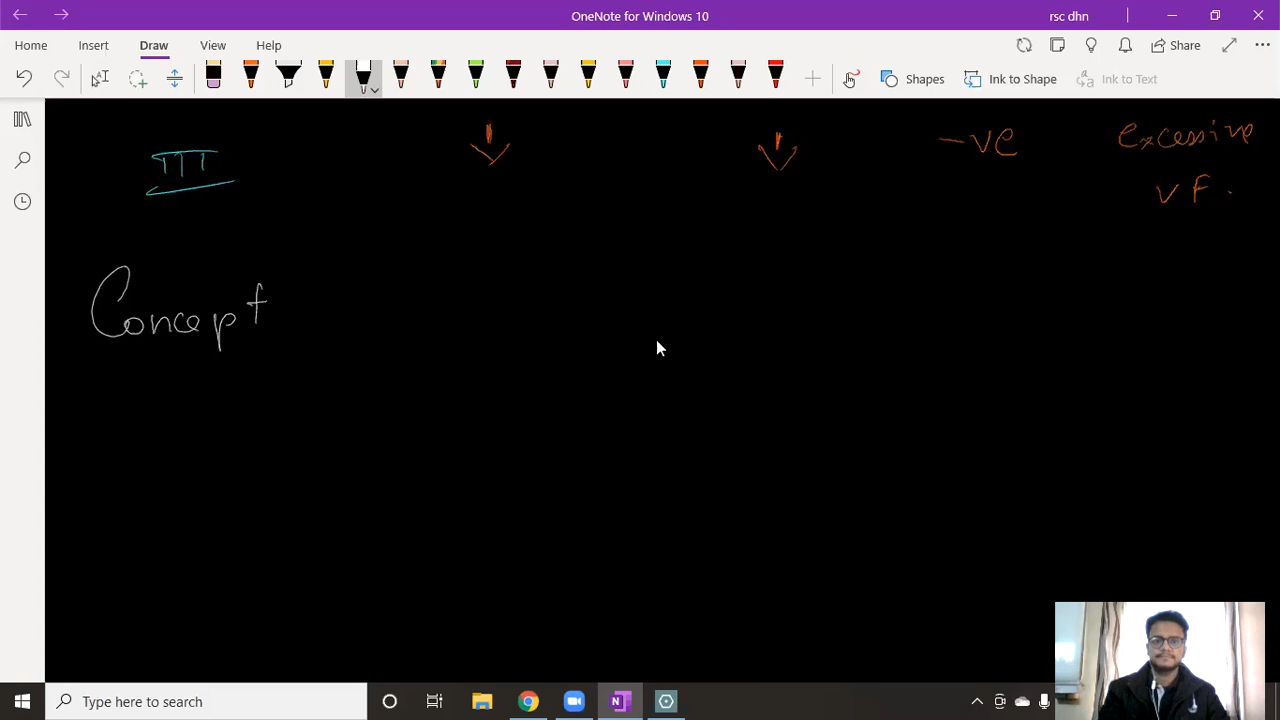 OneNote for Windows 10
rsc dhn
Home Insert Draw View Help
Share
Shapes
Ink to Shape
Ink to Text
III
-ve
excessive
VF.
Concept
Type here to search